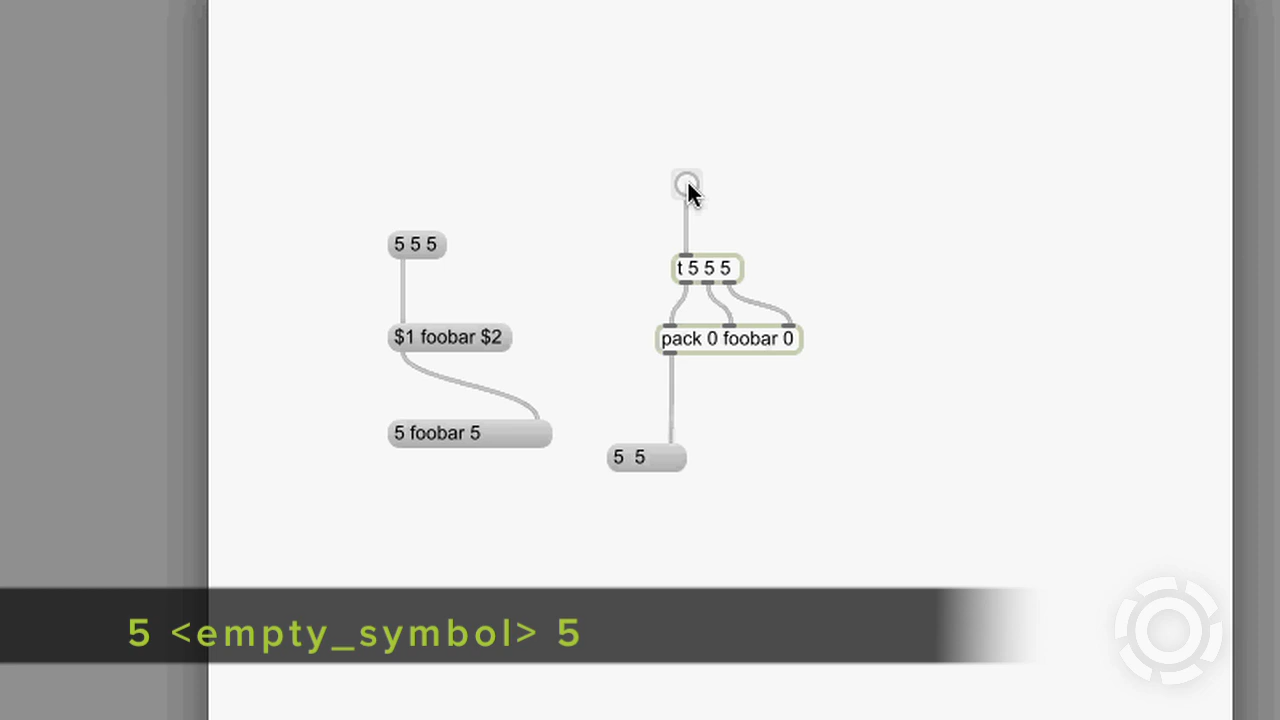 5 5 5
$1 foobar $2
5 foobar 5
t 5 5 5
pack 0 foobar 0
5  5
5 <empty_symbol> 5